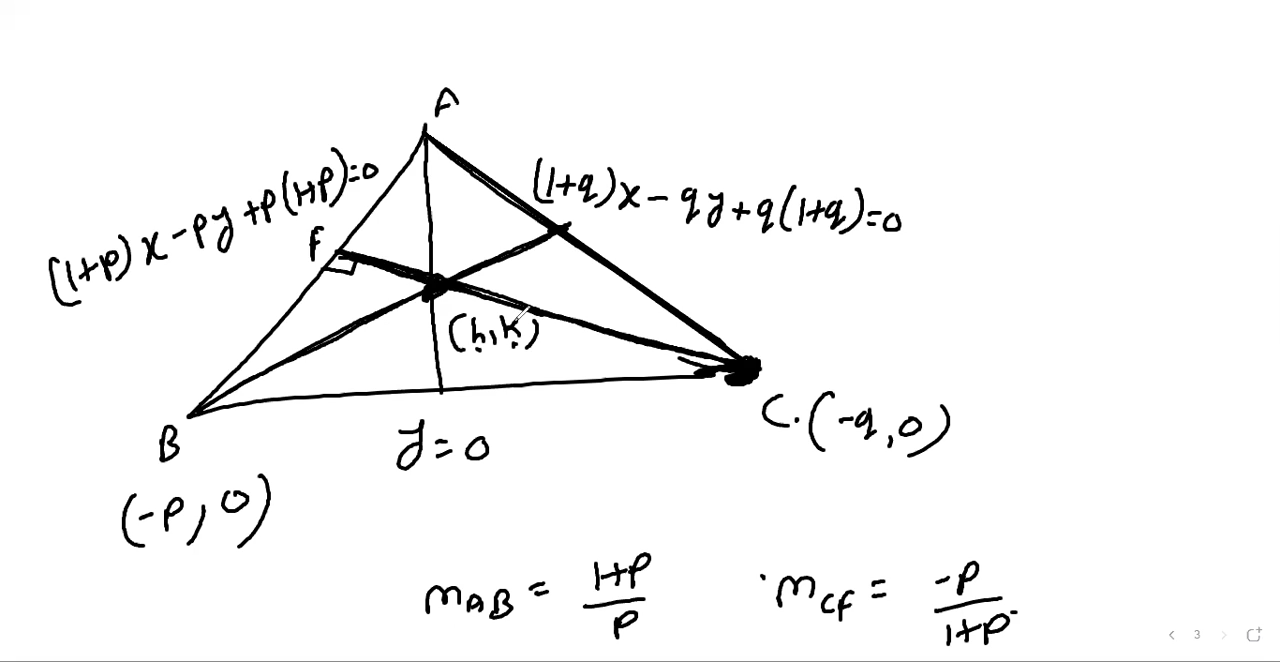 A
(1+p)x-py+p(1+p)=0
(1+q)x-qy+q(1+q)=0
F
(h,k)
B
y=0
C.(-q,0)
(-p,0)
m_AB = (1+p)/p
m_CF = -p/(1+p)
3